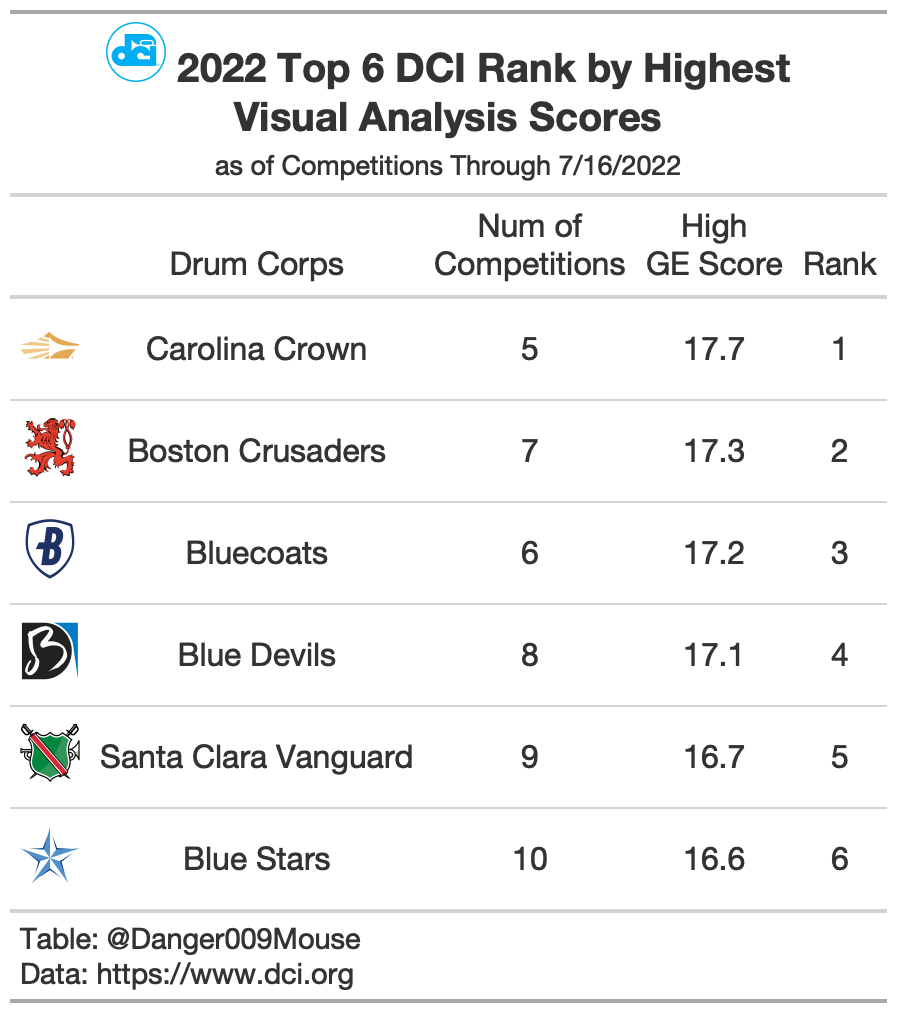 dci
2022 Top 6 DCI Rank by Highest
Visual Analysis Scores
as of Competitions Through 7/16/2022
Drum Corps Num of Competitions High GE Score Rank
Carolina Crown 5 17.7 1
Boston Crusaders 7 17.3 2
B
Bluecoats 6 17.2 3
B
Blue Devils 8 17.1 4
Santa Clara Vanguard 9 16.7 5
Blue Stars 10 16.6 6
Table: @Danger009Mouse
Data: https://www.dci.org